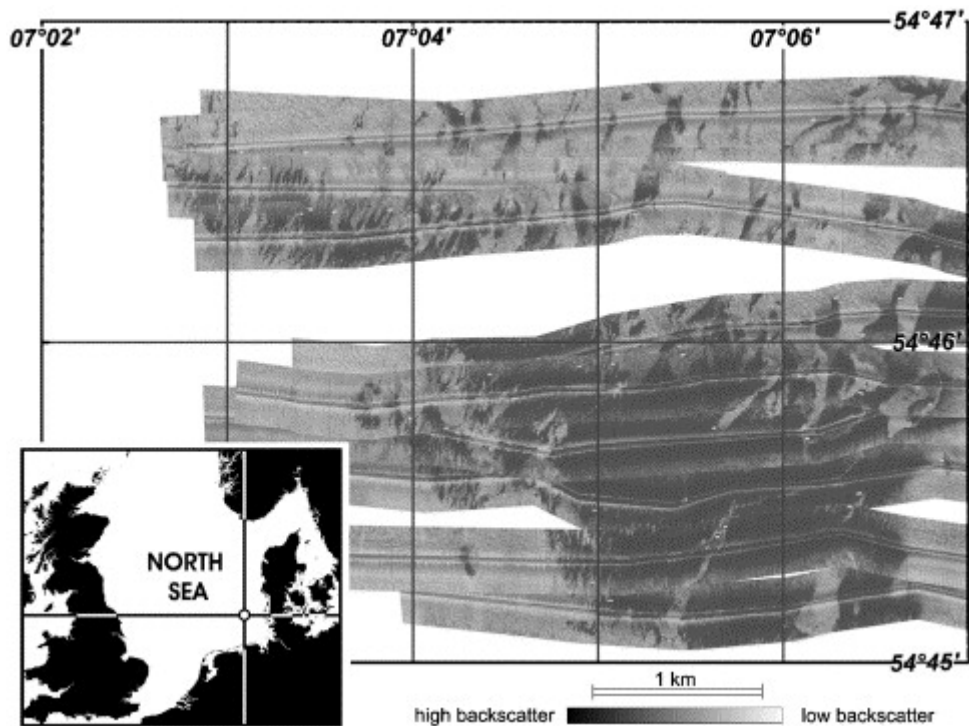 07°02'
07°04'
07°06'
54°47'
54°46'
NORTH
SEA
54°45'
1 km
high backscatter
low backscatter